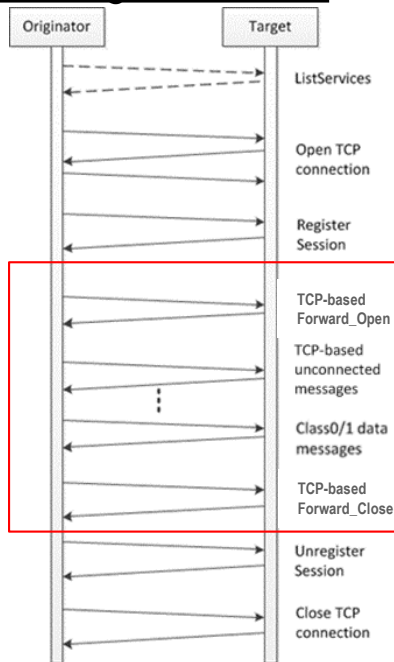 Originator
Target
ListServices
Open TCP
connection
Register
Session
TCP-based
Forward_Open
TCP-based
unconnected
messages
Class0/1 data
messages
TCP-based
Forward_Close
Unregister
Session
Close TCP
connection